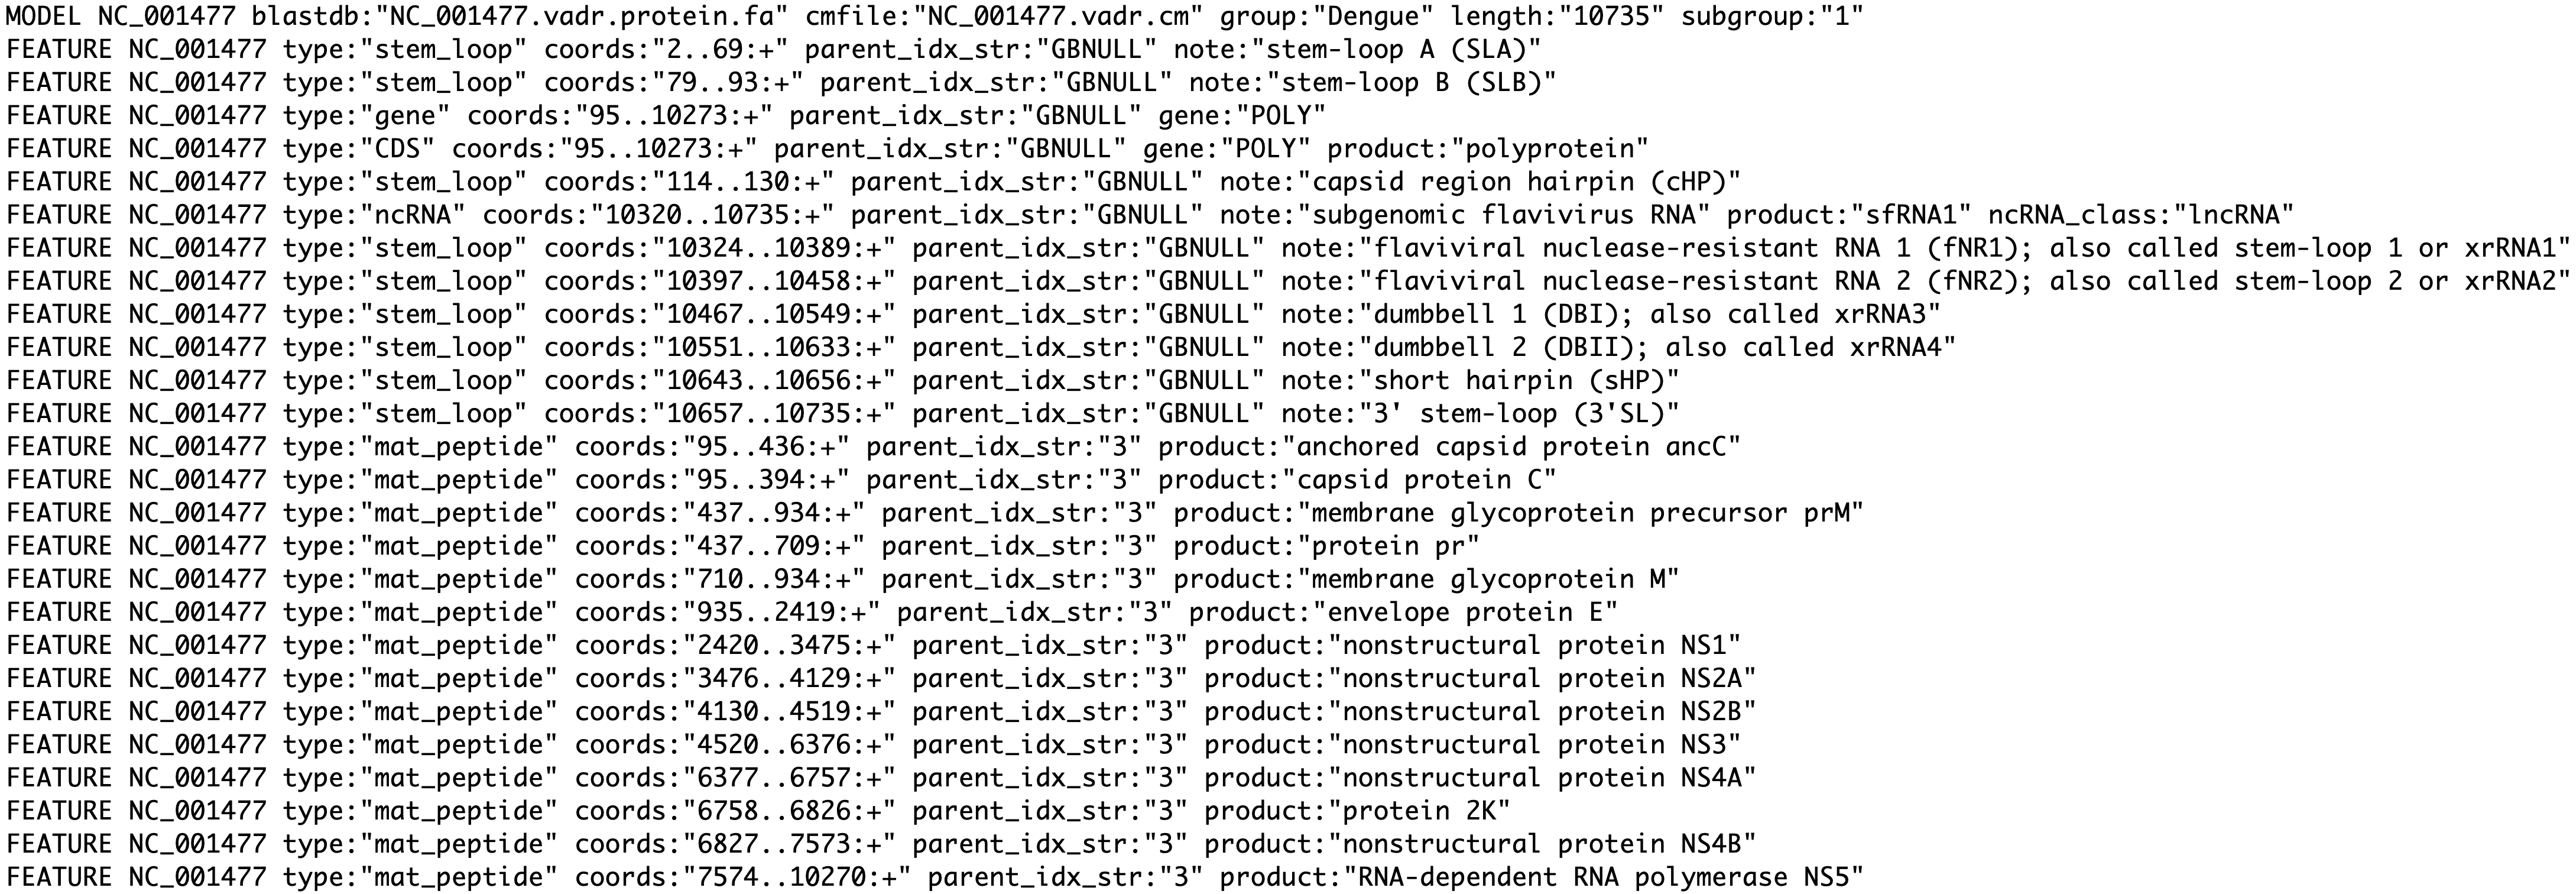 MODEL NC_001477 blastdb:"NC_001477.vadr.protein.fa" cmfile:"NC_001477.vadr.cm" group:"Dengue" length:"10735" subgroup:"1"
FEATURE NC_001477 type:"stem_loop" coords:"2..69:+" parent_idx_str:"GBNULL" note:"stem-loop A (SLA)"
FEATURE NC_001477 type:"stem_loop" coords:"79..93:+" parent_idx_str:"GBNULL" note:"stem-loop B (SLB)"
FEATURE NC_001477 type:"gene" coords:"95..10273:+" parent_idx_str:"GBNULL" gene:"POLY"
FEATURE NC_001477 type:"CDS" coords:"95..10273:+" parent_idx_str:"GBNULL" gene:"POLY" product:"polyprotein"
FEATURE NC_001477 type:"stem_loop" coords:"114..130:+" parent_idx_str:"GBNULL" note:"capsid region hairpin (cHP)"
FEATURE NC_001477 type:"ncRNA" coords:"10320..10735:+" parent_idx_str:"GBNULL" note:"subgenomic flavivirus RNA" product:"sfRNA1" ncRNA_class:"lncRNA"
FEATURE NC_001477 type:"stem_loop" coords:"10324..10389:+" parent_idx_str:"GBNULL" note:"flaviviral nuclease-resistant RNA 1 (fNR1); also called stem-loop 1 or xrRNA1"
FEATURE NC_001477 type:"stem_loop" coords:"10397..10458:+" parent_idx_str:"GBNULL" note:"flaviviral nuclease-resistant RNA 2 (fNR2); also called stem-loop 2 or xrRNA2"
FEATURE NC_001477 type:"stem_loop" coords:"10467..10549:+" parent_idx_str:"GBNULL" note:"dumbbell 1 (DBI); also called xrRNA3"
FEATURE NC_001477 type:"stem_loop" coords:"10551..10633:+" parent_idx_str:"GBNULL" note:"dumbbell 2 (DBII); also called xrRNA4"
FEATURE NC_001477 type:"stem_loop" coords:"10643..10656:+" parent_idx_str:"GBNULL" note:"short hairpin (sHP)"
FEATURE NC_001477 type:"stem_loop" coords:"10657..10735:+" parent_idx_str:"GBNULL" note:"3' stem-loop (3'SL)"
FEATURE NC_001477 type:"mat_peptide" coords:"95..436:+" parent_idx_str:"3" product:"anchored capsid protein ancC"
FEATURE NC_001477 type:"mat_peptide" coords:"95..394:+" parent_idx_str:"3" product:"capsid protein C"
FEATURE NC_001477 type:"mat_peptide" coords:"437..934:+" parent_idx_str:"3" product:"membrane glycoprotein precursor prM"
FEATURE NC_001477 type:"mat_peptide" coords:"437..709:+" parent_idx_str:"3" product:"protein pr"
FEATURE NC_001477 type:"mat_peptide" coords:"710..934:+" parent_idx_str:"3" product:"membrane glycoprotein M"
FEATURE NC_001477 type:"mat_peptide" coords:"935..2419:+" parent_idx_str:"3" product:"envelope protein E"
FEATURE NC_001477 type:"mat_peptide" coords:"2420..3475:+" parent_idx_str:"3" product:"nonstructural protein NS1"
FEATURE NC_001477 type:"mat_peptide" coords:"3476..4129:+" parent_idx_str:"3" product:"nonstructural protein NS2A"
FEATURE NC_001477 type:"mat_peptide" coords:"4130..4519:+" parent_idx_str:"3" product:"nonstructural protein NS2B"
FEATURE NC_001477 type:"mat_peptide" coords:"4520..6376:+" parent_idx_str:"3" product:"nonstructural protein NS3"
FEATURE NC_001477 type:"mat_peptide" coords:"6377..6757:+" parent_idx_str:"3" product:"nonstructural protein NS4A"
FEATURE NC_001477 type:"mat_peptide" coords:"6758..6826:+" parent_idx_str:"3" product:"protein 2K"
FEATURE NC_001477 type:"mat_peptide" coords:"6827..7573:+" parent_idx_str:"3" product:"nonstructural protein NS4B"
FEATURE NC_001477 type:"mat_peptide" coords:"7574..10270:+" parent_idx_str:"3" product:"RNA-dependent RNA polymerase NS5"